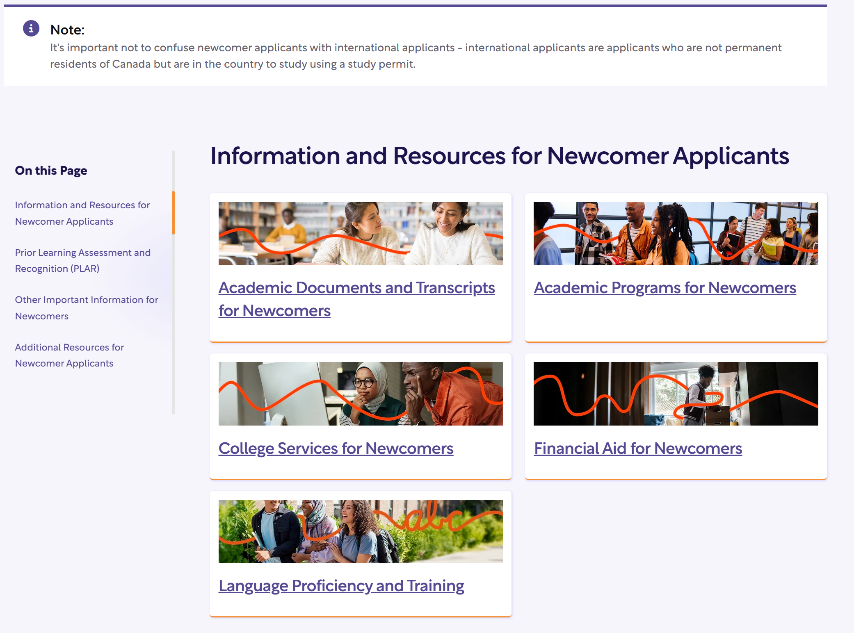 Note:
It's important not to confuse newcomer applicants with international applicants - international applicants are applicants who are not permanent
residents of Canada but are in the country to study using a study permit.
On this Page
Information and Resources for
Newcomer Applicants
Prior Learning Assessment and
Recognition (PLAR)
Other Important Information for
Newcomers
Additional Resources for
Newcomer Applicants
Information and Resources for Newcomer Applicants
Academic Documents and Transcripts
for Newcomers
Academic Programs for Newcomers
College Services for Newcomers
Financial Aid for Newcomers
abc
Language Proficiency and Training